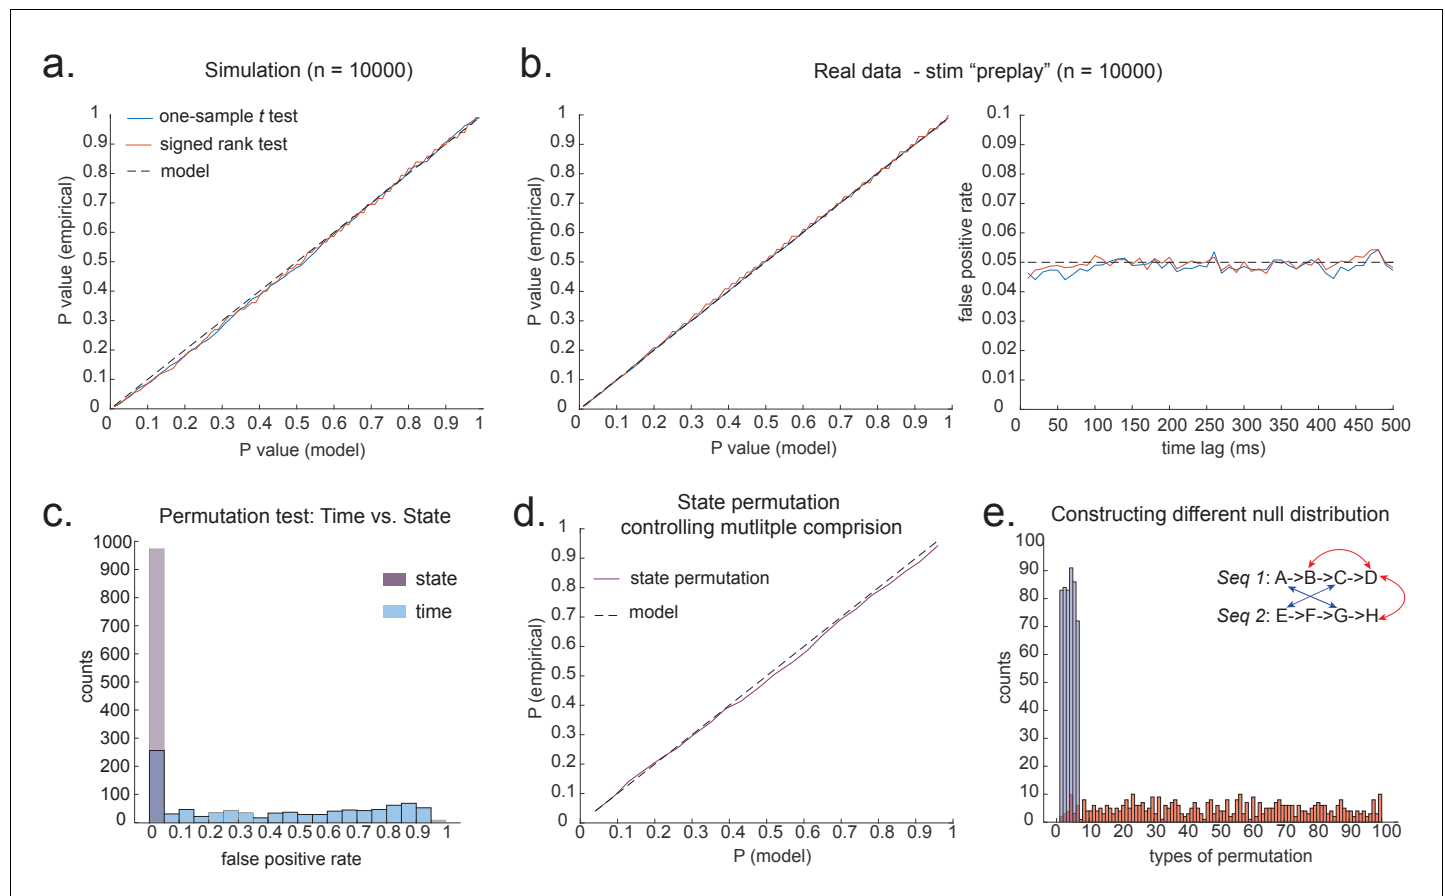 a.
Simulation (n = 10000)
1
0.9
0.8
0.7
0.6
0.5
0.4
0.3
0.2
0.1
0
P value (empirical)
one-sample t test
signed rank test
model
0 0.1 0.2 0.3 0.4 0.5 0.6 0.7 0.8 0.9 1
P value (model)
b.
Real data - stim “preplay” (n = 10000)
1
0.9
0.8
0.7
0.6
0.5
0.4
0.3
0.2
0.1
0
P value (empirical)
0 0.1 0.2 0.3 0.4 0.5 0.6 0.7 0.8 0.9 1
P value (model)
0.1
0.09
0.08
0.07
0.06
0.05
0.04
0.03
0.02
0.01
0
false positive rate
0 50 100 150 200 250 300 350 400 450 500
time lag (ms)
c.
Permutation test: Time vs. State
1000
900
800
700
600
500
400
300
200
100
0
counts
state
time
0 0.1 0.2 0.3 0.4 0.5 0.6 0.7 0.8 0.9 1
false positive rate
d.
State permutation
controlling mutlitple comprision
1
0.9
0.8
0.7
0.6
0.5
0.4
0.3
0.2
0.1
0
P (empirical)
state permutation
model
0.1 0.2 0.3 0.4 0.5 0.6 0.7 0.8 0.9 1
P (model)
e.
Constructing different null distribution
100
90
80
70
60
50
40
30
20
10
0
counts
Seq 1: A->B->C->D
Seq 2: E->F->G->H
0 10 20 30 40 50 60 70 80 90 100
types of permutation